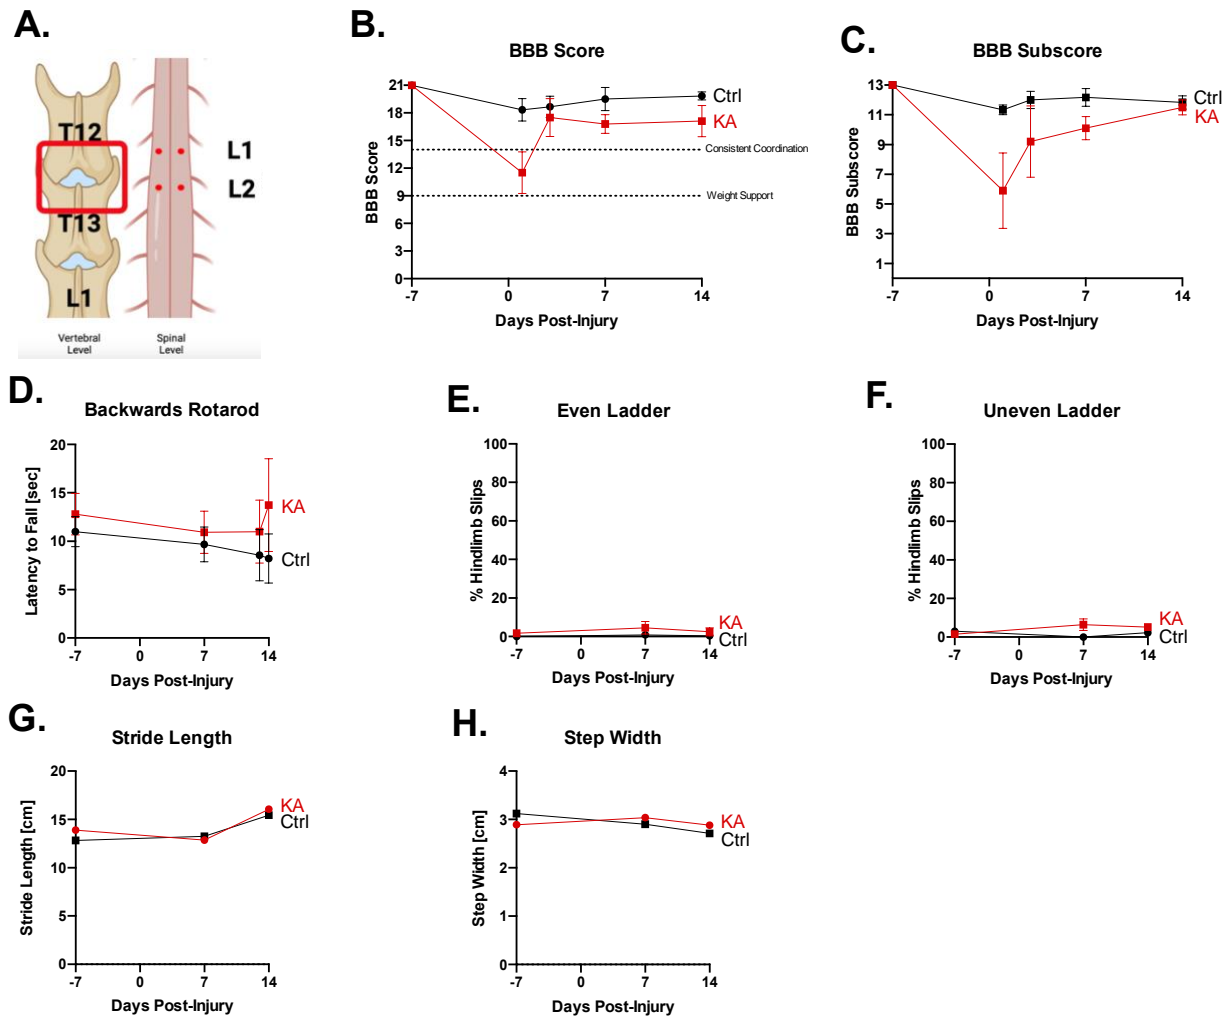 A.
T12
T13
L1
L1
L2
Vertebral
Level
Spinal
Level
B.
BBB Score
BBB Score
21
18
15
12
9
6
3
0
Ctrl
KA
Consistent Coordination
Weight Support
-7
0
7
14
Days Post-Injury
C.
BBB Subscore
BBB Subscore
13
11
9
7
5
3
1
Ctrl
KA
-7
0
7
14
Days Post-Injury
D.
Backwards Rotarod
Latency to Fall [sec]
20
15
10
5
0
KA
Ctrl
-7
0
7
14
Days Post-Injury
E.
Even Ladder
% Hindlimb Slips
100
80
60
40
20
0
KA
Ctrl
-7
0
7
14
Days Post-Injury
F.
Uneven Ladder
% Hindlimb Slips
100
80
60
40
20
0
KA
Ctrl
-7
0
7
14
Days Post-Injury
G.
Stride Length
Stride Length [cm]
20
15
10
5
0
KA
Ctrl
-7
0
7
14
Days Post-Injury
H.
Step Width
Step Width [cm]
4
3
2
1
0
KA
Ctrl
-7
0
7
14
Days Post-Injury